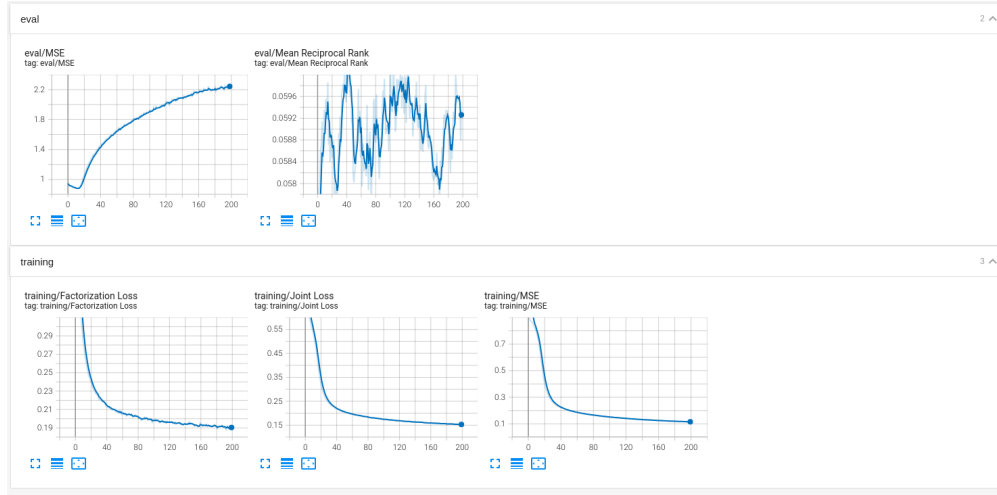 eval 2
eval/MSE
tag: eval/MSE
2.2
1.8
1.4
1
0 40 80 120 160 200
eval/Mean Reciprocal Rank
tag: eval/Mean Reciprocal Rank
0.0596
0.0592
0.0588
0.0584
0.058
0 40 80 120 160 200
training 3
training/Factorization Loss
tag: training/Factorization Loss
0.29
0.27
0.25
0.23
0.21
0.19
0 40 80 120 160 200
training/Joint Loss
tag: training/Joint Loss
0.55
0.45
0.35
0.25
0.15
0 40 80 120 160 200
training/MSE
tag: training/MSE
0.7
0.5
0.3
0.1
0 40 80 120 160 200